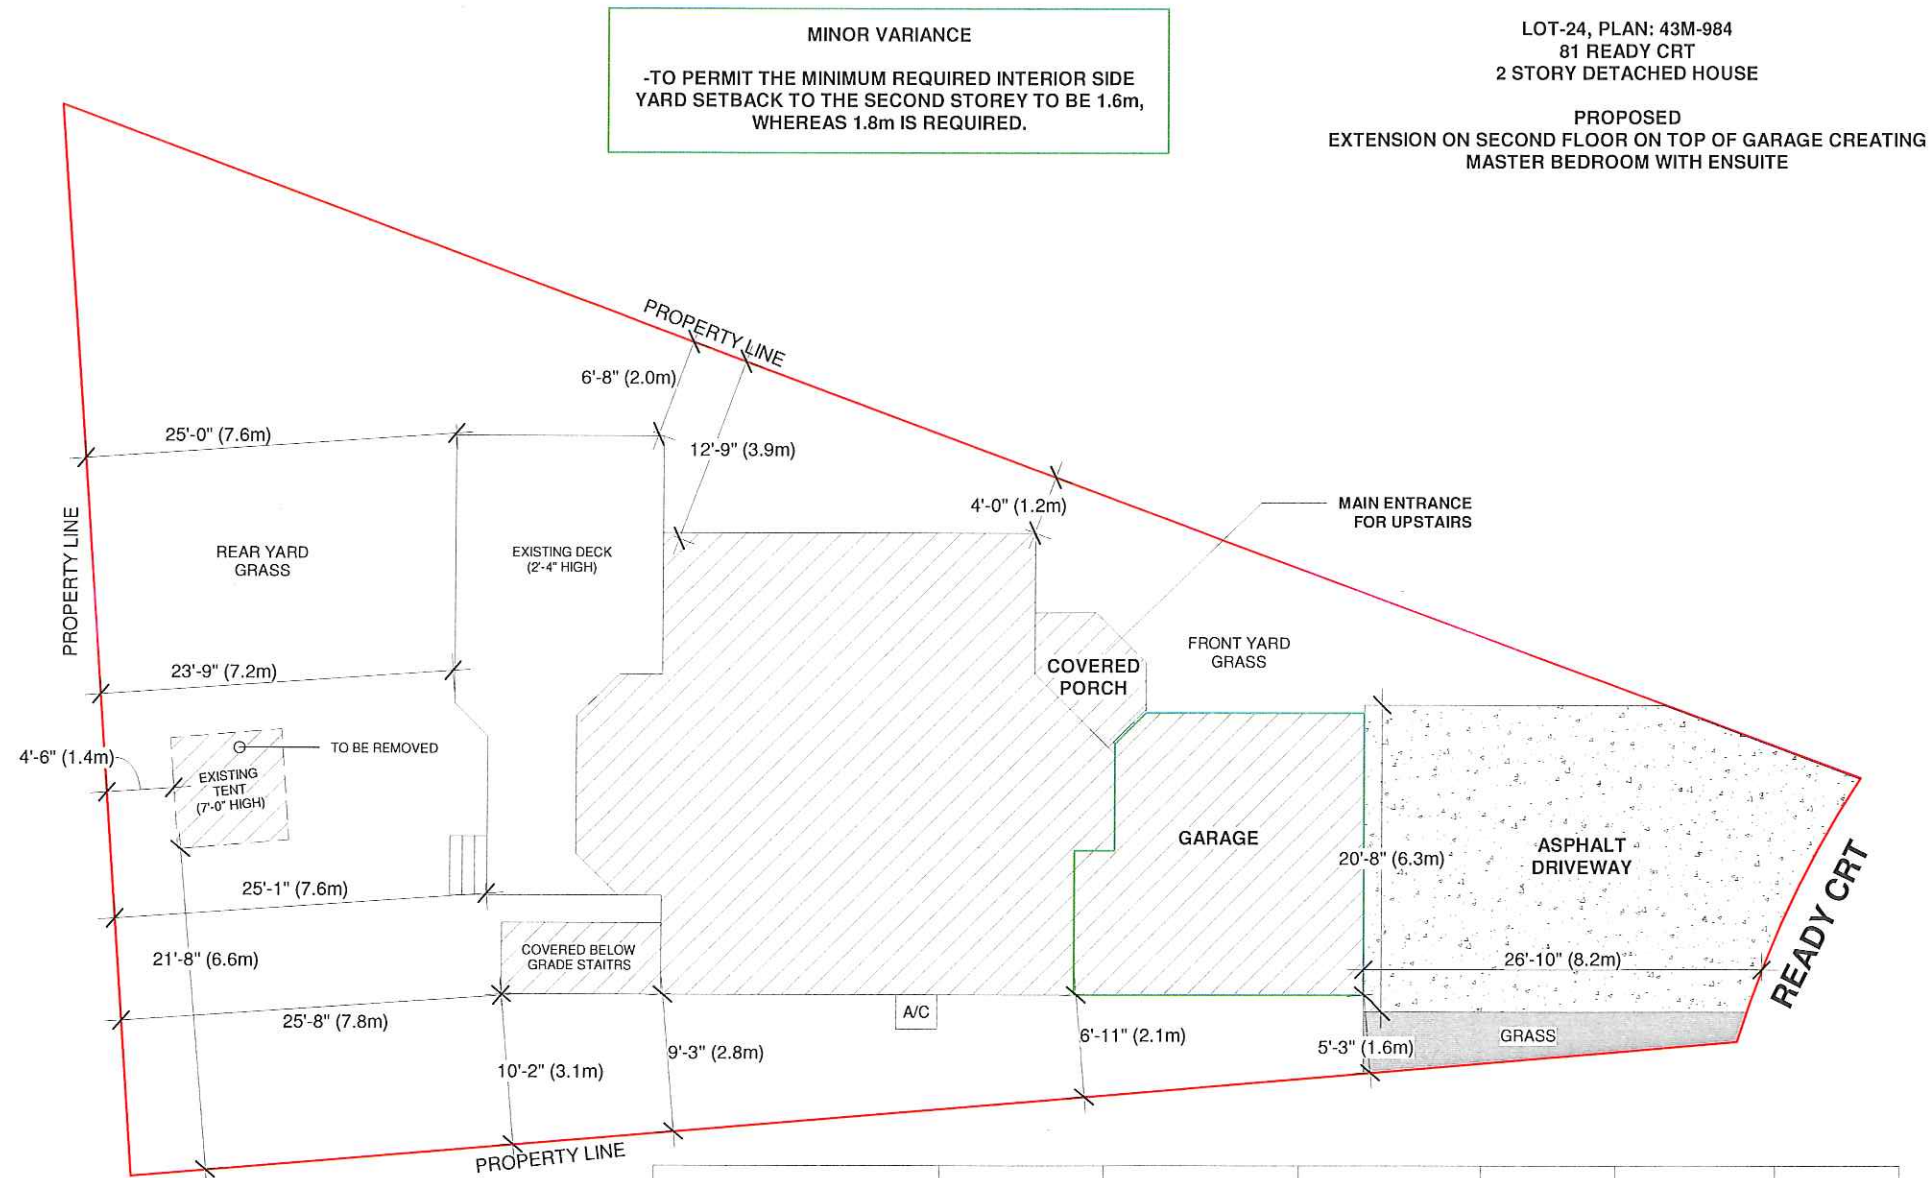 MINOR VARIANCE
-TO PERMIT THE MINIMUM REQUIRED INTERIOR SIDE
YARD SETBACK TO THE SECOND STOREY TO BE 1.6m,
WHEREAS 1.8m IS REQUIRED.
LOT-24, PLAN: 43M-984
81 READY CRT
2 STORY DETACHED HOUSE
PROPOSED
EXTENSION ON SECOND FLOOR ON TOP OF GARAGE CREATING
MASTER BEDROOM WITH ENSUITE
PROPERTY LINE
6'-8" (2.0m)
25'-0" (7.6m)
12'-9" (3.9m)
4'-0" (1.2m)
MAIN ENTRANCE
FOR UPSTAIRS
PROPERTY LINE
REAR YARD
GRASS
EXISTING DECK
(2'-4" HIGH)
FRONT YARD
GRASS
23'-9" (7.2m)
COVERED
PORCH
4'-6" (1.4m)
TO BE REMOVED
EXISTING
TENT
(7'-0" HIGH)
GARAGE
20'-8" (6.3m)
ASPHALT
DRIVEWAY
READY CRT
25'-1" (7.6m)
21'-8" (6.6m)
COVERED BELOW
GRADE STAITRS
26'-10" (8.2m)
25'-8" (7.8m)
A/C
6'-11" (2.1m)
GRASS
5'-3" (1.6m)
9'-3" (2.8m)
10'-2" (3.1m)
PROPERTY LINE